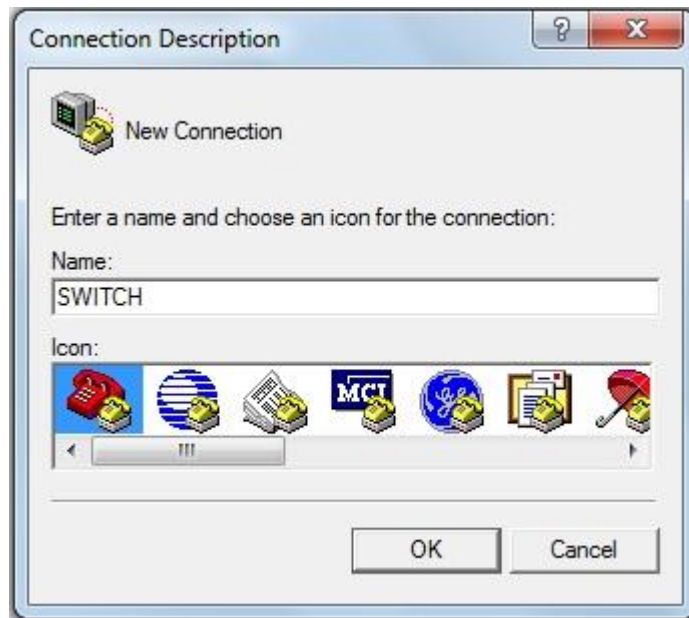 Connection Description
New Connection
Enter a name and choose an icon for the connection:
Name:
SWITCH
Icon:
MCI
OK
Cancel